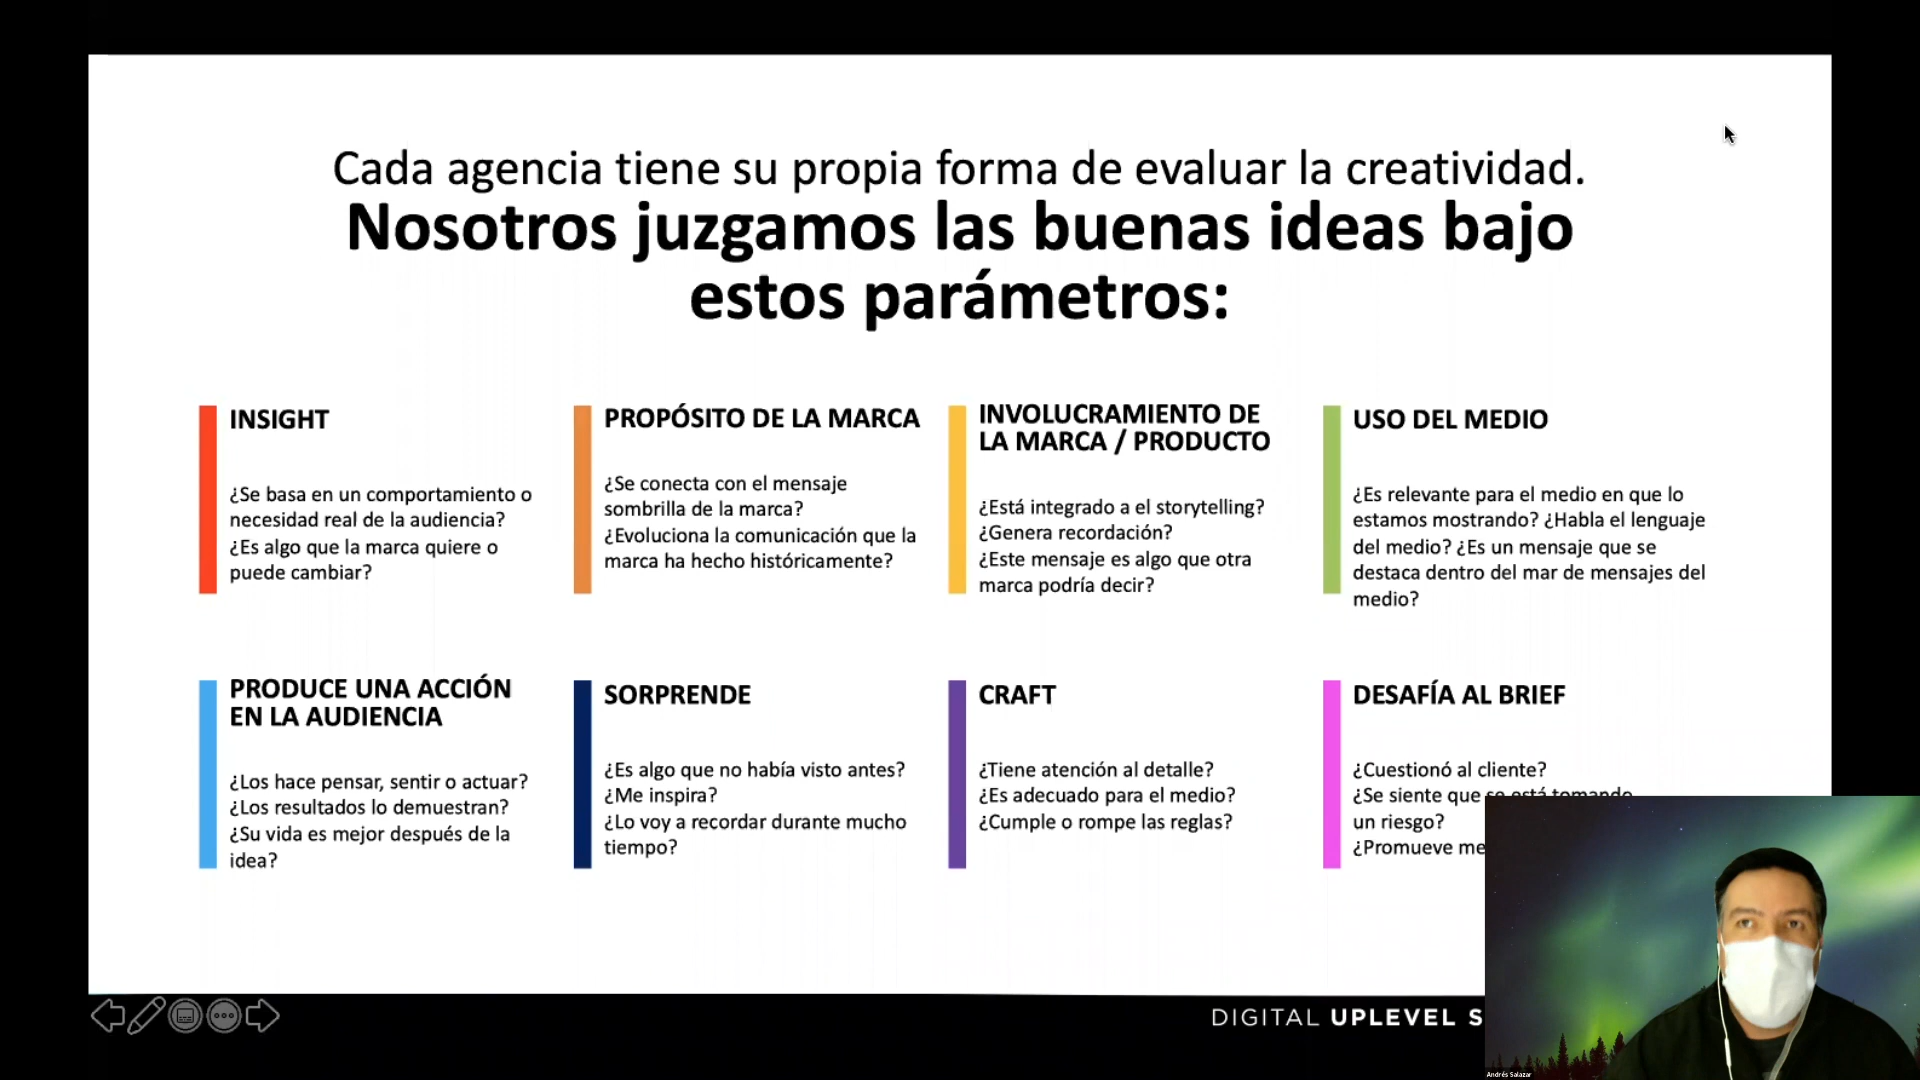 Cada agencia tiene su propia forma de evaluar la creatividad.
Nosotros juzgamos las buenas ideas bajo
estos parámetros:
INSIGHT
¿Se basa en un comportamiento o
necesidad real de la audiencia?
¿Es algo que la marca quiere o
puede cambiar?
PROPÓSITO DE LA MARCA
¿Se conecta con el mensaje
sombrilla de la marca?
¿Evoluciona la comunicación que la
marca ha hecho históricamente?
INVOLUCRAMIENTO DE
LA MARCA / PRODUCTO
¿Está integrado a el storytelling?
¿Genera recordación?
¿Este mensaje es algo que otra
marca podría decir?
USO DEL MEDIO
¿Es relevante para el medio en que lo
estamos mostrando? ¿Habla el lenguaje
del medio? ¿Es un mensaje que se
destaca dentro del mar de mensajes del
medio?
PRODUCE UNA ACCIÓN
EN LA AUDIENCIA
¿Los hace pensar, sentir o actuar?
¿Los resultados lo demuestran?
¿Su vida es mejor después de la
idea?
SORPRENDE
¿Es algo que no había visto antes?
¿Me inspira?
¿Lo voy a recordar durante mucho
tiempo?
CRAFT
¿Tiene atención al detalle?
¿Es adecuado para el medio?
¿Cumple o rompe las reglas?
DESAFÍA AL BRIEF
¿Cuestionó al cliente?
¿Se siente que se está tomando
un riesgo?
¿Promueve
DIGITAL UPLEVEL
Andrés Salazar